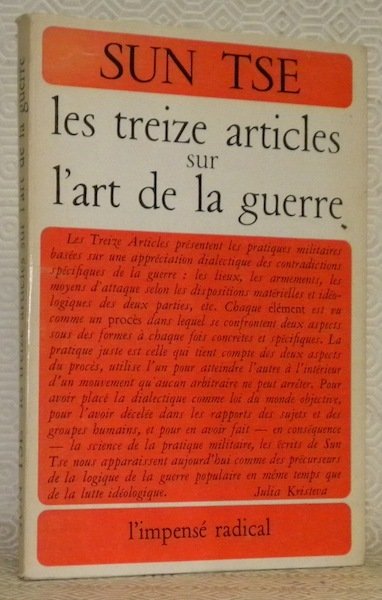 SUN TSE
les treize articles
sur
l'art de la guerre
Les Treize Articles présentent les pratiques militaires
basées sur une appréciation dialectique des contradictions
spécifiques de la guerre : les lieux, les armements, les
moyens d'attaque selon les dispositions matérielles et idéo-
logiques des deux parties, etc. Chaque élément est vu
comme un procès dans lequel se confrontent deux aspects
sous des formes à chaque fois concrètes et spécifiques. La
pratique juste est celle qui tient compte des deux aspects
du procès, utilise l'un pour atteindre l'autre à l'intérieur
d'un mouvement qu'aucun arbitraire ne peut arrêter. Pour
avoir placé la dialectique comme loi du monde objective,
pour l'avoir décelée dans les rapports des sujets et des
groupes humains, et pour en avoir fait — en conséquence
— la science de la pratique militaire, les écrits de Sun
Tse nous apparaissent aujourd'hui comme des précurseurs
de la logique de la guerre populaire en même temps que
de la lutte idéologique. Julia Kristeva
l'impensé radical
articles sur l'art de la guerre